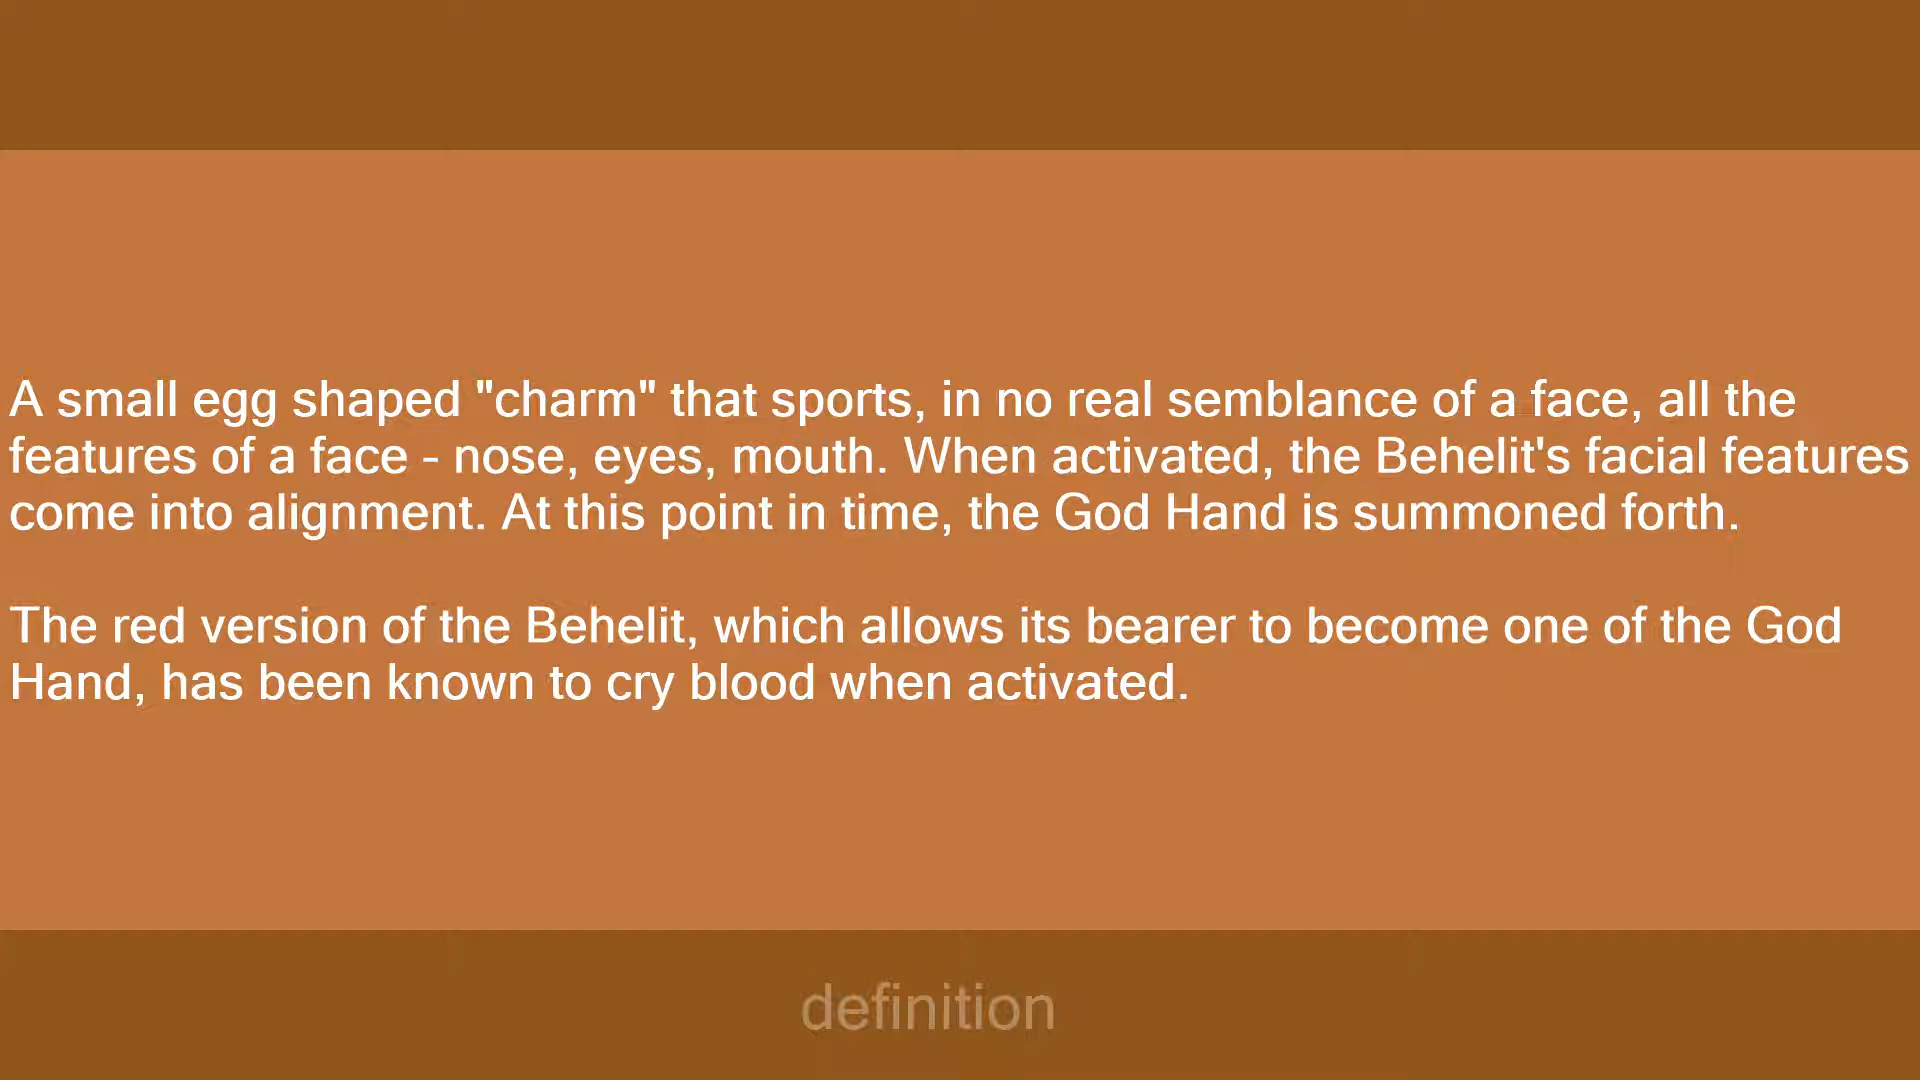 A small egg shaped "charm" that sports, in no real semblance of a face, all the
features of a face - nose, eyes, mouth. When activated, the Behelit's facial features
come into alignment. At this point in time, the God Hand is summoned forth.
The red version of the Behelit, which allows its bearer to become one of the God
Hand, has been known to cry blood when activated.
definition